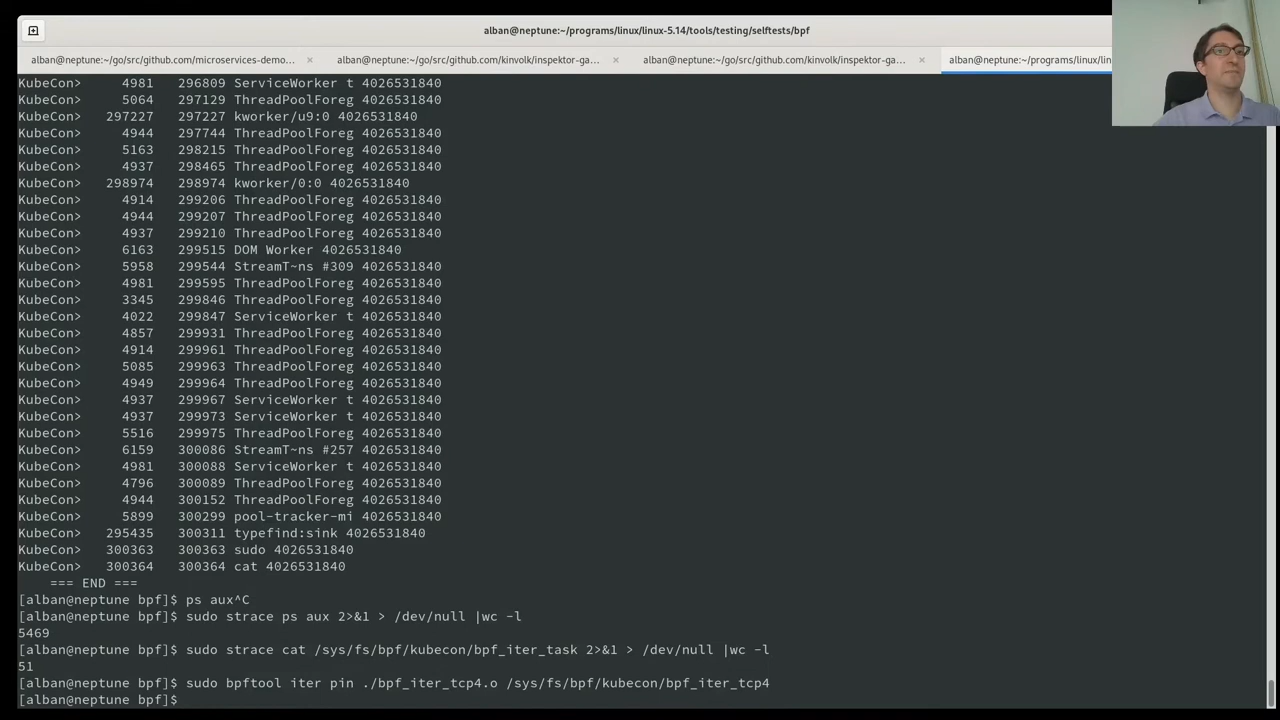 alban@neptune:~/programs/linux/linux-5.14/tools/testing/selftests/bpf
alban@neptune:~/go/src/github.com/microservices-demo... × alban@neptune:~/go/src/github.com/kinvolk/inspektor-ga... × alban@neptune:~/go/src/github.com/kinvolk/inspektor-ga... × alban@neptune:~/programs/linux/lin
KubeCon> 4981 296809 ServiceWorker t 4026531840
KubeCon> 5064 297129 ThreadPoolForeg 4026531840
KubeCon> 297227 297227 kworker/u9:0 4026531840
KubeCon> 4944 297744 ThreadPoolForeg 4026531840
KubeCon> 5163 298215 ThreadPoolForeg 4026531840
KubeCon> 4937 298465 ThreadPoolForeg 4026531840
KubeCon> 298974 298974 kworker/0:0 4026531840
KubeCon> 4914 299206 ThreadPoolForeg 4026531840
KubeCon> 4944 299207 ThreadPoolForeg 4026531840
KubeCon> 4937 299210 ThreadPoolForeg 4026531840
KubeCon> 6163 299515 DOM Worker 4026531840
KubeCon> 5958 299544 StreamT~ns #309 4026531840
KubeCon> 4981 299595 ThreadPoolForeg 4026531840
KubeCon> 3345 299846 ThreadPoolForeg 4026531840
KubeCon> 4022 299847 ServiceWorker t 4026531840
KubeCon> 4857 299931 ThreadPoolForeg 4026531840
KubeCon> 4914 299961 ThreadPoolForeg 4026531840
KubeCon> 5085 299963 ThreadPoolForeg 4026531840
KubeCon> 4949 299964 ThreadPoolForeg 4026531840
KubeCon> 4937 299967 ServiceWorker t 4026531840
KubeCon> 4937 299973 ServiceWorker t 4026531840
KubeCon> 5516 299975 ThreadPoolForeg 4026531840
KubeCon> 6159 300086 StreamT~ns #257 4026531840
KubeCon> 4981 300088 ServiceWorker t 4026531840
KubeCon> 4796 300089 ThreadPoolForeg 4026531840
KubeCon> 4944 300152 ThreadPoolForeg 4026531840
KubeCon> 5899 300299 pool-tracker-mi 4026531840
KubeCon> 295435 300311 typefind:sink 4026531840
KubeCon> 300363 300363 sudo 4026531840
KubeCon> 300364 300364 cat 4026531840
=== END ===
[alban@neptune bpf]$ ps aux^C
[alban@neptune bpf]$ sudo strace ps aux 2>&1 > /dev/null |wc -l
5469
[alban@neptune bpf]$ sudo strace cat /sys/fs/bpf/kubecon/bpf_iter_task 2>&1 > /dev/null |wc -l
51
[alban@neptune bpf]$ sudo bpftool iter pin ./bpf_iter_tcp4.o /sys/fs/bpf/kubecon/bpf_iter_tcp4
[alban@neptune bpf]$